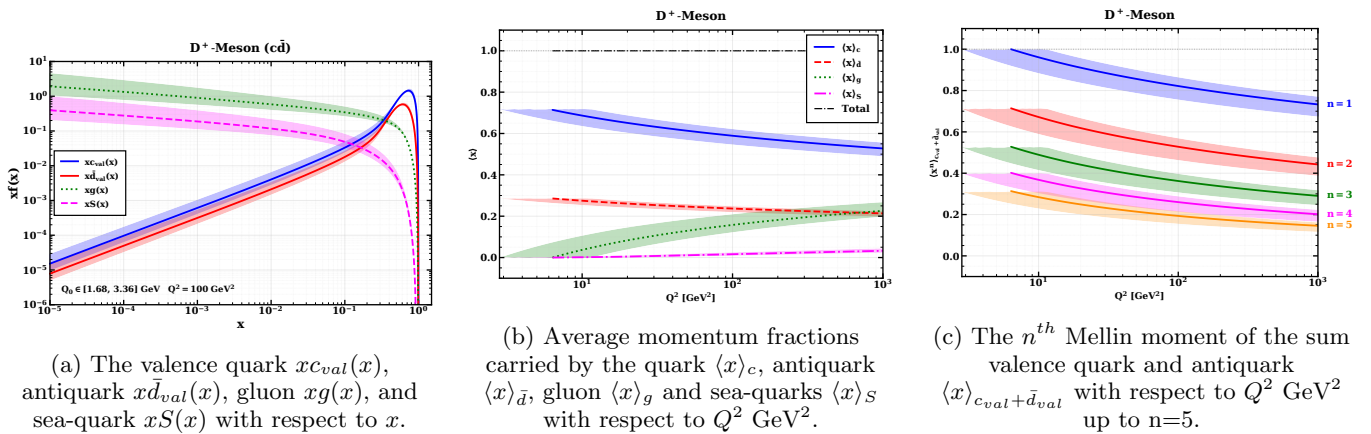 D⁺-Meson (cd̄)
xf(x)
10¹
10⁰
10⁻¹
10⁻²
10⁻³
10⁻⁴
10⁻⁵
10⁻⁶
xc_val(x)
xd̄_val(x)
xg(x)
xS(x)
Q₀ ∈ [1.68, 3.36] GeV Q² = 100 GeV²
10⁻⁵ 10⁻⁴ 10⁻³ 10⁻² 10⁻¹ 10⁰
x
(a) The valence quark xc_val(x),
antiquark xd̄_val(x), gluon xg(x), and
sea-quark xS(x) with respect to x.
D⁺-Meson
⟨x⟩
1.0
0.8
0.6
0.4
0.2
0.0
⟨x⟩_c
⟨x⟩_d̄
⟨x⟩_g
⟨x⟩_S
Total
10¹ 10² 10³
Q² [GeV²]
(b) Average momentum fractions
carried by the quark ⟨x⟩_c, antiquark
⟨x⟩_d̄, gluon ⟨x⟩_g and sea-quarks ⟨x⟩_S
with respect to Q² GeV².
D⁺-Meson
⟨xⁿ⟩_c_val+d̄_val
1.0
0.8
0.6
0.4
0.2
0.0
n=1
n=2
n=3
n=4
n=5
10¹ 10² 10³
Q² [GeV²]
(c) The nᵗʰ Mellin moment of the sum
valence quark and antiquark
⟨x⟩_c_val+d̄_val with respect to Q² GeV²
up to n=5.